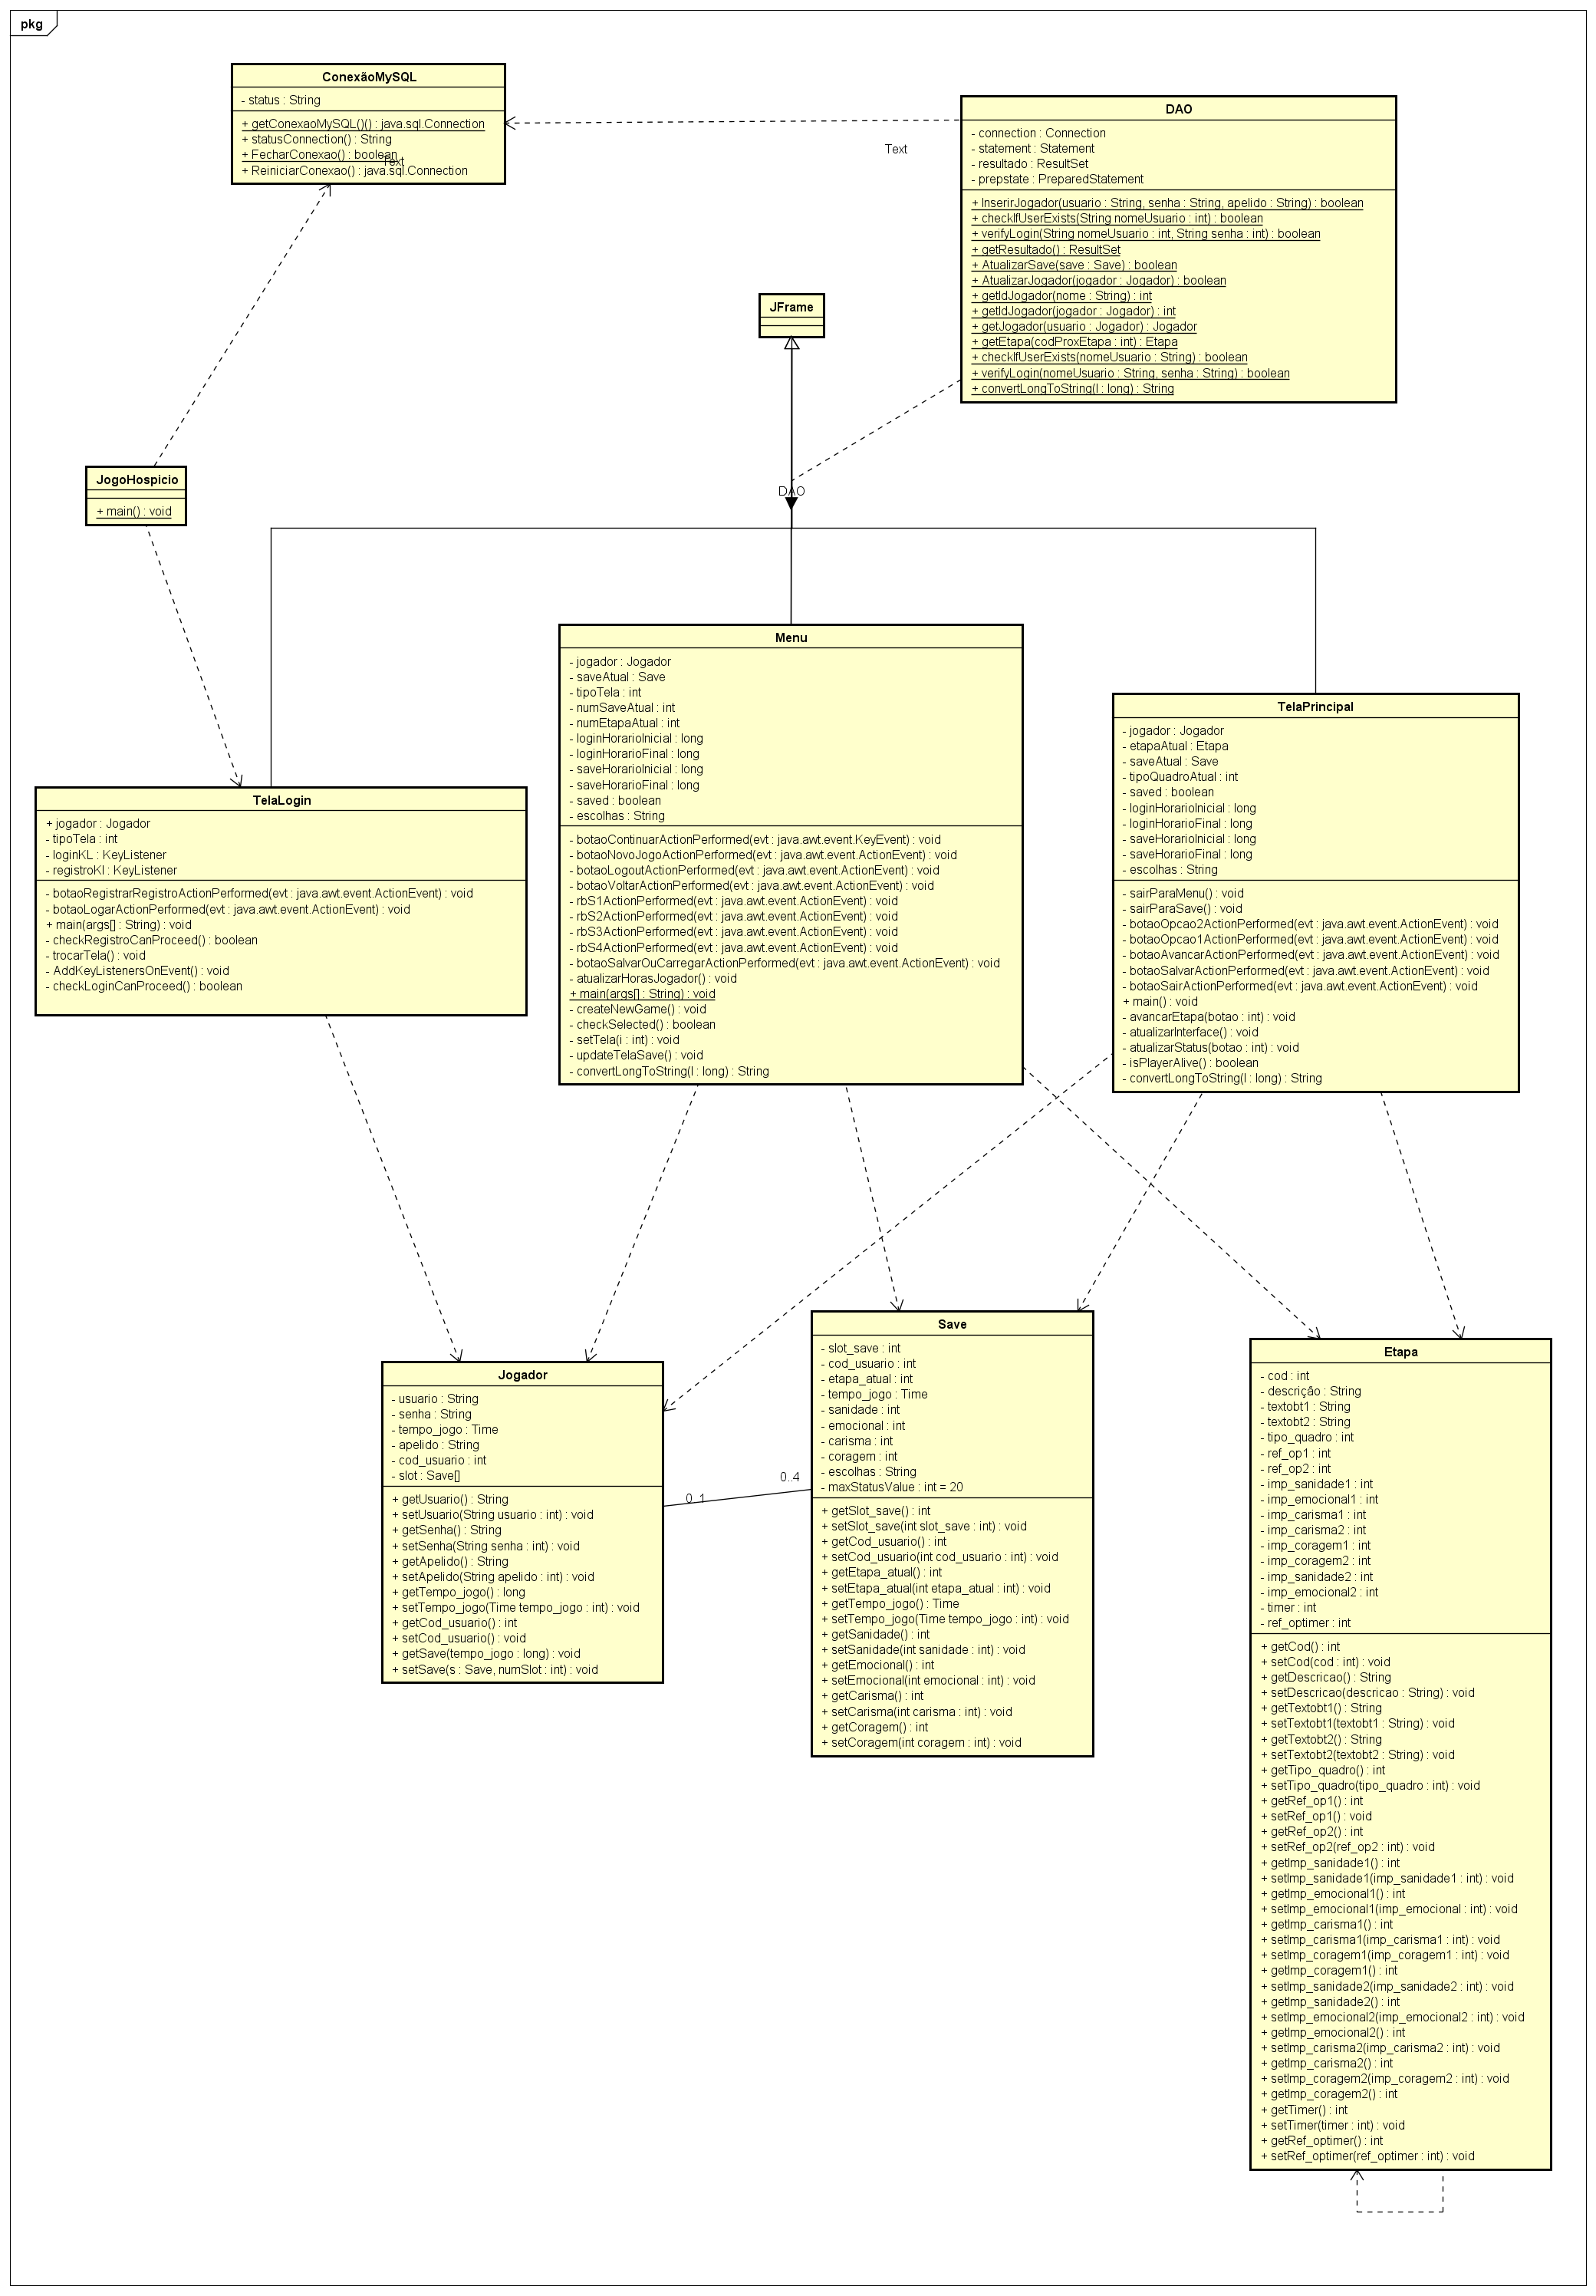 pkg
ConexãoMySQL
- status : String
+ getConexaoMySQL()() : java.sql.Connection
+ statusConnection() : String
+ FecharConexao() : boolean
+ ReiniciarConexao() : java.sql.Connection
Text
Text
DAO
- connection : Connection
- statement : Statement
- resultado : ResultSet
- prepstate : PreparedStatement
+ InserirJogador(usuario : String, senha : String, apelido : String) : boolean
+ checkIfUserExists(String nomeUsuario : int) : boolean
+ verifyLogin(String nomeUsuario : int, String senha : int) : boolean
+ getResultado() : ResultSet
+ AtualizarSave(save : Save) : boolean
+ AtualizarJogador(jogador : Jogador) : boolean
+ getIdJogador(nome : String) : int
+ getIdJogador(jogador : Jogador) : int
+ getJogador(usuario : Jogador) : Jogador
+ getEtapa(codProxEtapa : int) : Etapa
+ checkIfUserExists(nomeUsuario : String) : boolean
+ verifyLogin(nomeUsuario : String, senha : String) : boolean
+ convertLongToString(l : long) : String
JFrame
JogoHospicio
+ main() : void
DAO
Menu
- jogador : Jogador
- saveAtual : Save
- tipoTela : int
- numSaveAtual : int
- numEtapaAtual : int
- loginHorarioInicial : long
- loginHorarioFinal : long
- saveHorarioInicial : long
- saveHorarioFinal : long
- saved : boolean
- escolhas : String
- botaoContinuarActionPerformed(evt : java.awt.event.KeyEvent) : void
- botaoNovoJogoActionPerformed(evt : java.awt.event.ActionEvent) : void
- botaoLogoutActionPerformed(evt : java.awt.event.ActionEvent) : void
- botaoVoltarActionPerformed(evt : java.awt.event.ActionEvent) : void
- rbS1ActionPerformed(evt : java.awt.event.ActionEvent) : void
- rbS2ActionPerformed(evt : java.awt.event.ActionEvent) : void
- rbS3ActionPerformed(evt : java.awt.event.ActionEvent) : void
- rbS4ActionPerformed(evt : java.awt.event.ActionEvent) : void
- botaoSalvarOuCarregarActionPerformed(evt : java.awt.event.ActionEvent) : void
- atualizarHorasJogador() : void
+ main(args[] : String) : void
- createNewGame() : void
- checkSelected() : boolean
- setTela(i : int) : void
- updateTelaSave() : void
- convertLongToString(l : long) : String
TelaPrincipal
- jogador : Jogador
- etapaAtual : Etapa
- saveAtual : Save
- tipoQuadroAtual : int
- saved : boolean
- loginHorarioInicial : long
- loginHorarioFinal : long
- saveHorarioInicial : long
- saveHorarioFinal : long
- escolhas : String
- sairParaMenu() : void
- sairParaSave() : void
- botaoOpcao2ActionPerformed(evt : java.awt.event.ActionEvent) : void
- botaoOpcao1ActionPerformed(evt : java.awt.event.ActionEvent) : void
- botaoAvancarActionPerformed(evt : java.awt.event.ActionEvent) : void
- botaoSalvarActionPerformed(evt : java.awt.event.ActionEvent) : void
- botaoSairActionPerformed(evt : java.awt.event.ActionEvent) : void
+ main() : void
- avancarEtapa(botao : int) : void
- atualizarInterface() : void
- atualizarStatus(botao : int) : void
- isPlayerAlive() : boolean
- convertLongToString(l : long) : String
TelaLogin
+ jogador : Jogador
- tipoTela : int
- loginKL : KeyListener
- registroKl : KeyListener
- botaoRegistrarRegistroActionPerformed(evt : java.awt.event.ActionEvent) : void
- botaoLogarActionPerformed(evt : java.awt.event.ActionEvent) : void
+ main(args[] : String) : void
- checkRegistroCanProceed() : boolean
- trocarTela() : void
- AddKeyListenersOnEvent() : void
- checkLoginCanProceed() : boolean
Jogador
- usuario : String
- senha : String
- tempo_jogo : Time
- apelido : String
- cod_usuario : int
- slot : Save[]
+ getUsuario() : String
+ setUsuario(String usuario : int) : void
+ getSenha() : String
+ setSenha(String senha : int) : void
+ getApelido() : String
+ setApelido(String apelido : int) : void
+ getTempo_jogo() : long
+ setTempo_jogo(Time tempo_jogo : int) : void
+ getCod_usuario() : int
+ setCod_usuario() : void
+ getSave(tempo_jogo : long) : void
+ setSave(s : Save, numSlot : int) : void
0..1
0..4
Save
- slot_save : int
- cod_usuario : int
- etapa_atual : int
- tempo_jogo : Time
- sanidade : int
- emocional : int
- carisma : int
- coragem : int
- escolhas : String
- maxStatusValue : int = 20
+ getSlot_save() : int
+ setSlot_save(int slot_save : int) : void
+ getCod_usuario() : int
+ setCod_usuario(int cod_usuario : int) : void
+ getEtapa_atual() : int
+ setEtapa_atual(int etapa_atual : int) : void
+ getTempo_jogo() : Time
+ setTempo_jogo(Time tempo_jogo : int) : void
+ getSanidade() : int
+ setSanidade(int sanidade : int) : void
+ getEmocional() : int
+ setEmocional(int emocional : int) : void
+ getCarisma() : int
+ setCarisma(int carisma : int) : void
+ getCoragem() : int
+ setCoragem(int coragem : int) : void
Etapa
- cod : int
- descrição : String
- textobt1 : String
- textobt2 : String
- tipo_quadro : int
- ref_op1 : int
- ref_op2 : int
- imp_sanidade1 : int
- imp_emocional1 : int
- imp_carisma1 : int
- imp_carisma2 : int
- imp_coragem1 : int
- imp_coragem2 : int
- imp_sanidade2 : int
- imp_emocional2 : int
- timer : int
- ref_optimer : int
+ getCod() : int
+ setCod(cod : int) : void
+ getDescricao() : String
+ setDescricao(descricao : String) : void
+ getTextobt1() : String
+ setTextobt1(textobt1 : String) : void
+ getTextobt2() : String
+ setTextobt2(textobt2 : String) : void
+ getTipo_quadro() : int
+ setTipo_quadro(tipo_quadro : int) : void
+ getRef_op1() : int
+ setRef_op1() : void
+ getRef_op2() : int
+ setRef_op2(ref_op2 : int) : void
+ getImp_sanidade1() : int
+ setImp_sanidade1(imp_sanidade1 : int) : void
+ getImp_emocional1() : int
+ setImp_emocional1(imp_emocional : int) : void
+ getImp_carisma1() : int
+ setImp_carisma1(imp_carisma1 : int) : void
+ setImp_coragem1(imp_coragem1 : int) : void
+ getImp_coragem1() : int
+ setImp_sanidade2(imp_sanidade2 : int) : void
+ getImp_sanidade2() : int
+ setImp_emocional2(imp_emocional2 : int) : void
+ getImp_emocional2() : int
+ setImp_carisma2(imp_carisma2 : int) : void
+ getImp_carisma2() : int
+ setImp_coragem2(imp_coragem2 : int) : void
+ getImp_coragem2() : int
+ getTimer() : int
+ setTimer(timer : int) : void
+ getRef_optimer() : int
+ setRef_optimer(ref_optimer : int) : void